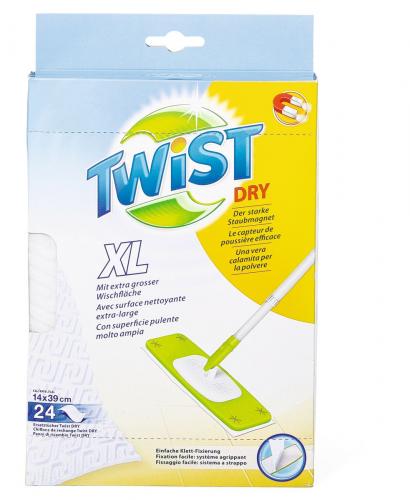 TWIST
DRY
Der starke
Staubmagnet
Le capteur de
poussière efficace
Una vera
calamita per
la polvere
XL
Mit extra grosser
Wischfläche
Avec surface nettoyante
extra-large
Con superficie pulente
molto ampia
14x39 cm
24
Ersatztücher Twist DRY
Chiffons de rechange Twist DRY
Panni di ricambio Twist DRY
Einfache Klett-Fixierung
Fixation facile: système agrippant
Fissaggio facile: sistema a strappo